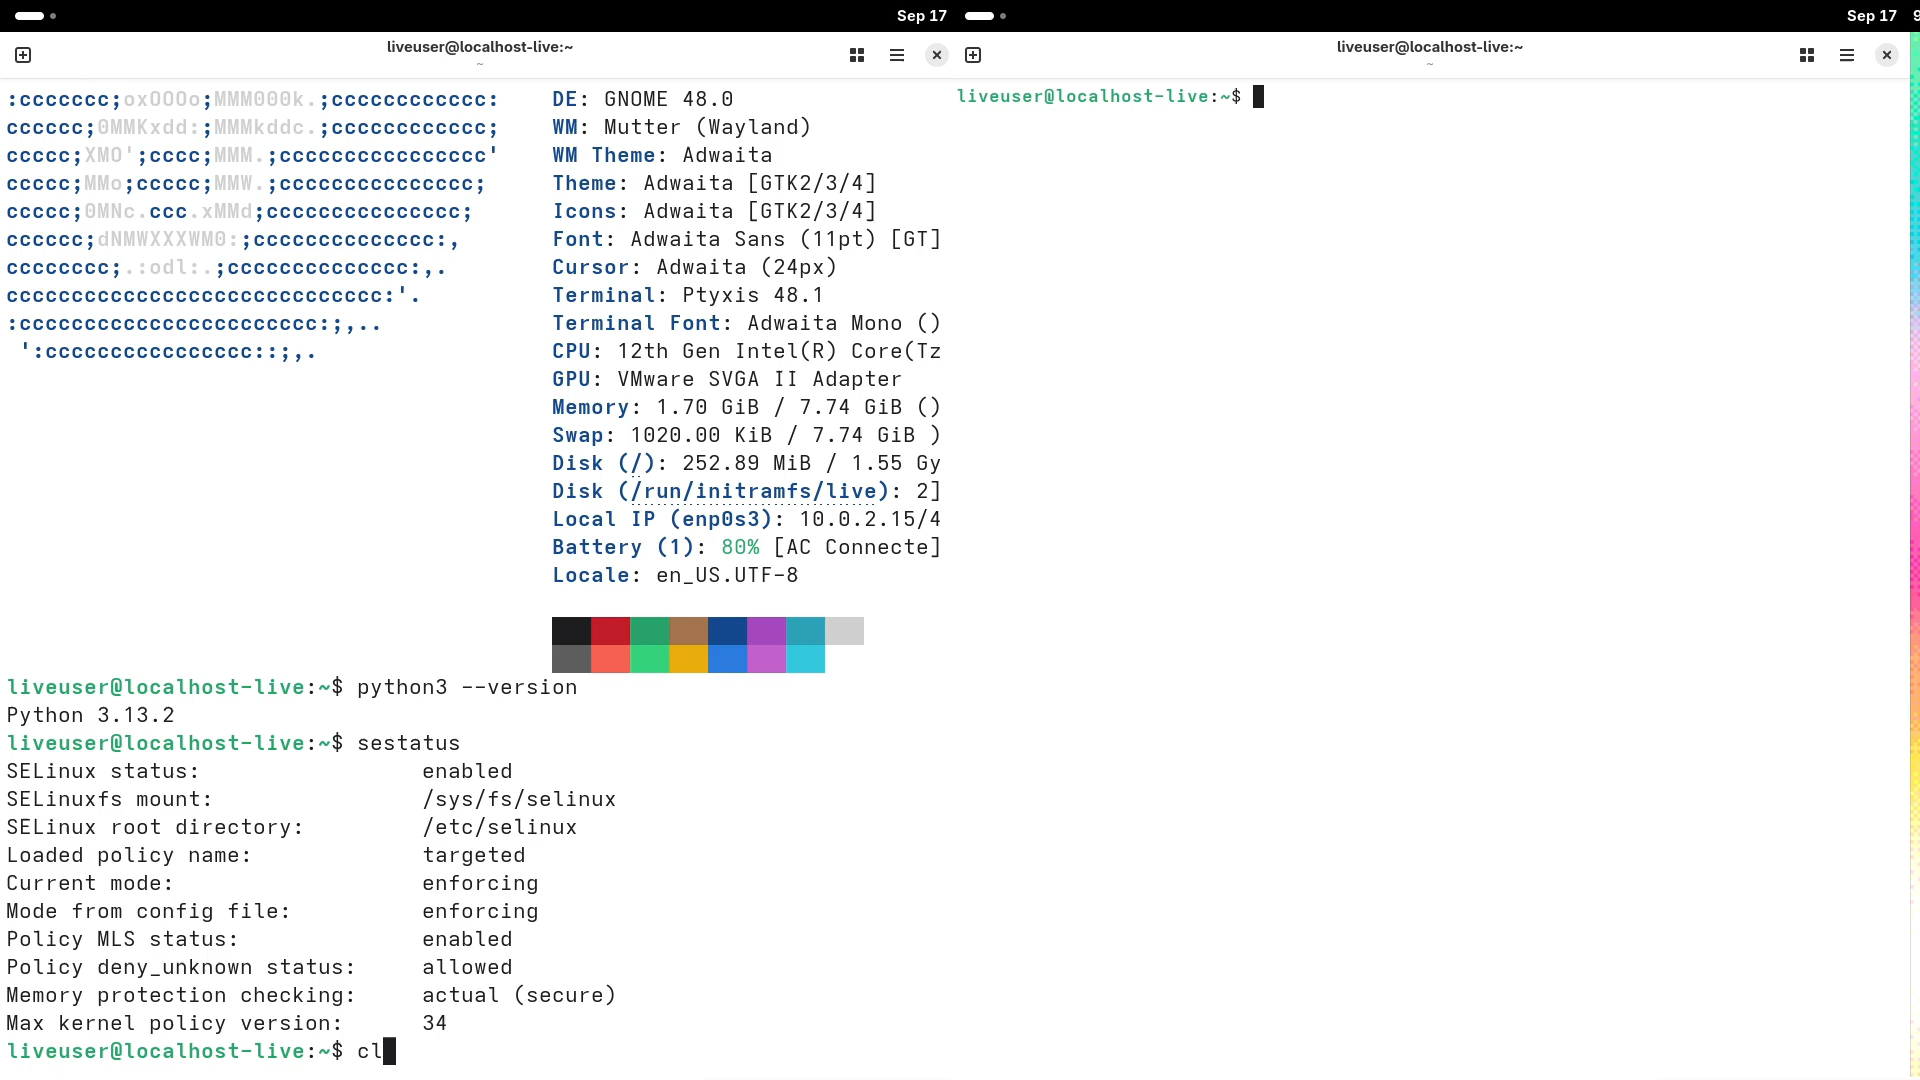 Sep 17
Sep 17 9
liveuser@localhost-live:~
~
liveuser@localhost-live:~
~
:ccccccc;oxOOOo;MMM000k.;cccccccccccc:
cccccc;0MMKxdd:;MMMkddc.;cccccccccccc;
ccccc;XMO';cccc;MMM.;cccccccccccccccc'
ccccc;MMo;ccccc;MMW.;ccccccccccccccc;
ccccc;0MNc.ccc.xMMd;ccccccccccccccc;
cccccc;dNMWXXXWM0:;cccccccccccccc:,
cccccccc;.:odl:.;cccccccccccccc:,.
ccccccccccccccccccccccccccccc:'.
:ccccccccccccccccccccccc:;,..
':cccccccccccccccc::;,.
DE: GNOME 48.0
WM: Mutter (Wayland)
WM Theme: Adwaita
Theme: Adwaita [GTK2/3/4]
Icons: Adwaita [GTK2/3/4]
Font: Adwaita Sans (11pt) [GT]
Cursor: Adwaita (24px)
Terminal: Ptyxis 48.1
Terminal Font: Adwaita Mono ()
CPU: 12th Gen Intel(R) Core(Tz
GPU: VMware SVGA II Adapter
Memory: 1.70 GiB / 7.74 GiB ()
Swap: 1020.00 KiB / 7.74 GiB )
Disk (/): 252.89 MiB / 1.55 Gy
Disk (/run/initramfs/live): 2]
Local IP (enp0s3): 10.0.2.15/4
Battery (1): 80% [AC Connecte]
Locale: en_US.UTF-8
liveuser@localhost-live:~$ python3 --version
Python 3.13.2
liveuser@localhost-live:~$ sestatus
SELinux status: enabled
SELinuxfs mount: /sys/fs/selinux
SELinux root directory: /etc/selinux
Loaded policy name: targeted
Current mode: enforcing
Mode from config file: enforcing
Policy MLS status: enabled
Policy deny_unknown status: allowed
Memory protection checking: actual (secure)
Max kernel policy version: 34
liveuser@localhost-live:~$ cl
liveuser@localhost-live:~$